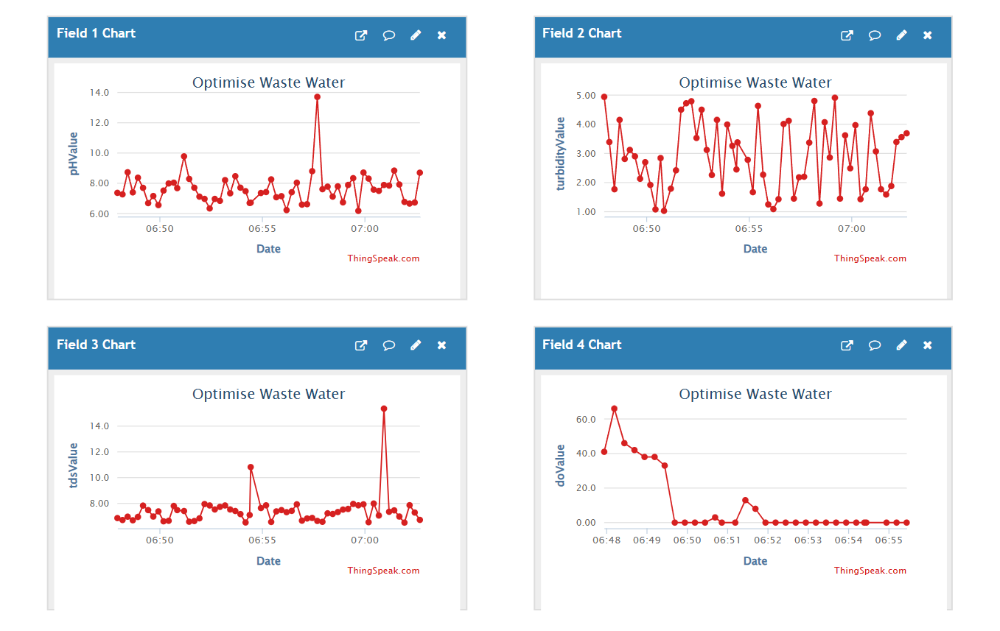 Field 1 Chart
Optimise Waste Water
14.0
12.0
10.0
8.00
6.00
pHValue
06:50 06:55 07:00
Date
ThingSpeak.com
Field 2 Chart
Optimise Waste Water
5.00
4.00
3.00
2.00
1.00
turbidityValue
06:50 06:55 07:00
Date
ThingSpeak.com
Field 3 Chart
Optimise Waste Water
14.0
12.0
10.0
8.00
tdsValue
06:50 06:55 07:00
Date
ThingSpeak.com
Field 4 Chart
Optimise Waste Water
60.0
40.0
20.0
0.00
doValue
06:48 06:49 06:50 06:51 06:52 06:53 06:54 06:55
Date
ThingSpeak.com